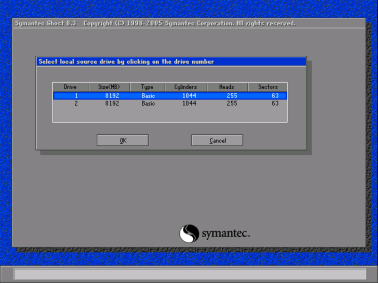 Symantec Ghost 8.3 Copyright (C) 1998-2005 Symantec Corporation. All rights reserved.
Select local source drive by clicking on the drive number
Drive Size(MB) Type Cylinders Heads Sectors
1 8192 Basic 1044 255 63
2 8192 Basic 1044 255 63
OK Cancel
symantec.